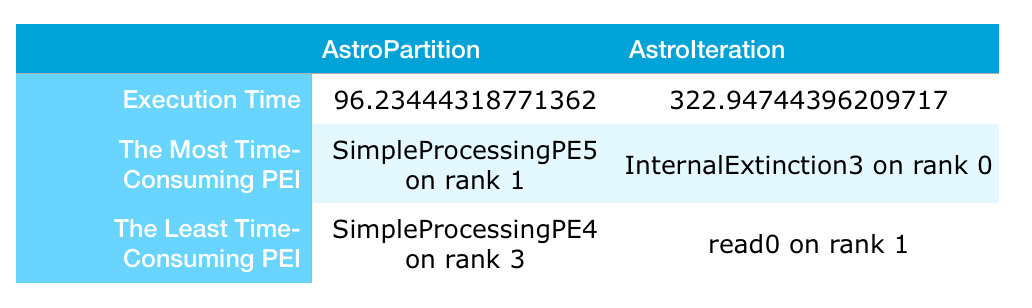 AstroPartition AstroIteration
Execution Time 96.23444318771362 322.94744396209717
The Most Time-
Consuming PEI
SimpleProcessingPE5
on rank 1
InternalExtinction3 on rank 0
The Least Time-
Consuming PEI
SimpleProcessingPE4
on rank 3
read0 on rank 1